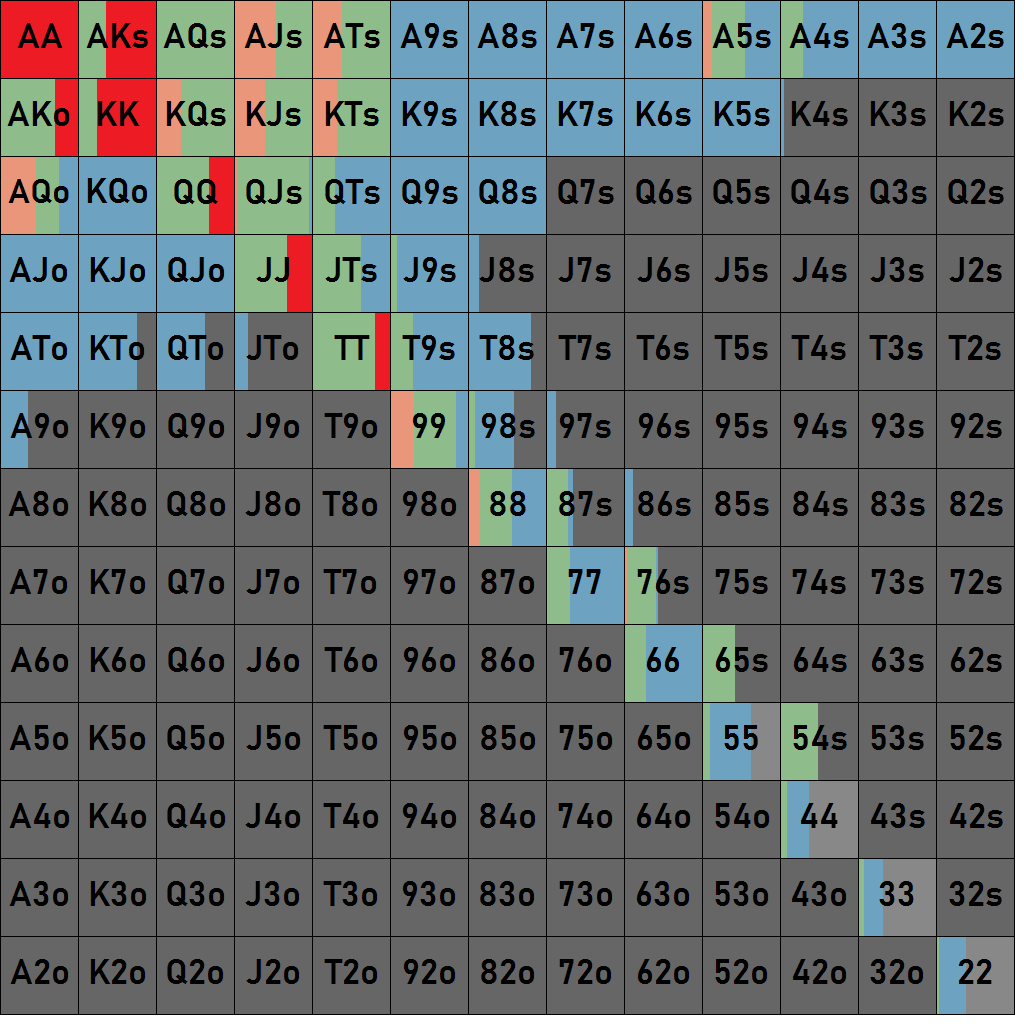 AA AKs AQs AJs ATs A9s A8s A7s A6s A5s A4s A3s A2s
AKo KK KQs KJs KTs K9s K8s K7s K6s K5s K4s K3s K2s
AQo KQo QQ QJs QTs Q9s Q8s Q7s Q6s Q5s Q4s Q3s Q2s
AJo KJo QJo JJ JTs J9s J8s J7s J6s J5s J4s J3s J2s
ATo KTo QTo JTo TT T9s T8s T7s T6s T5s T4s T3s T2s
A9o K9o Q9o J9o T9o 99 98s 97s 96s 95s 94s 93s 92s
A8o K8o Q8o J8o T8o 98o 88 87s 86s 85s 84s 83s 82s
A7o K7o Q7o J7o T7o 97o 87o 77 76s 75s 74s 73s 72s
A6o K6o Q6o J6o T6o 96o 86o 76o 66 65s 64s 63s 62s
A5o K5o Q5o J5o T5o 95o 85o 75o 65o 55 54s 53s 52s
A4o K4o Q4o J4o T4o 94o 84o 74o 64o 54o 44 43s 42s
A3o K3o Q3o J3o T3o 93o 83o 73o 63o 53o 43o 33 32s
A2o K2o Q2o J2o T2o 92o 82o 72o 62o 52o 42o 32o 22